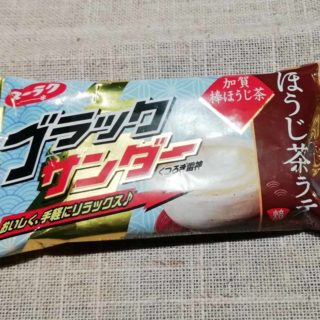 ユーラク
加賀
棒ほうじ茶
ほうじ茶ラテ
ブラック
サンダー
くつろぎ雷神
おいしく、手軽にリラックス♪